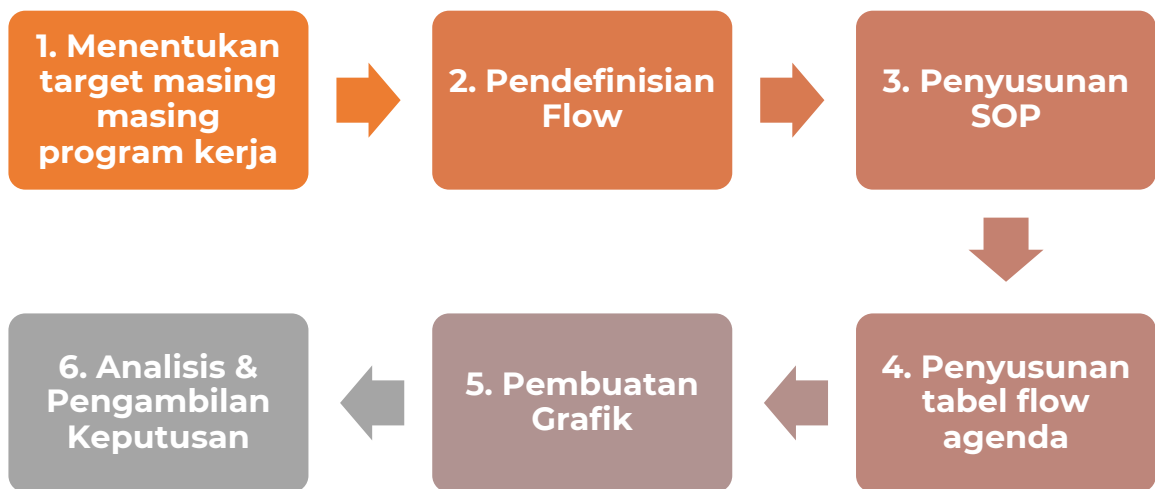 1. Menentukan
target masing
masing
program kerja
2. Pendefinisian
Flow
3. Penyusunan
SOP
4. Penyusunan
tabel flow
agenda
5. Pembuatan
Grafik
6. Analisis &
Pengambilan
Keputusan